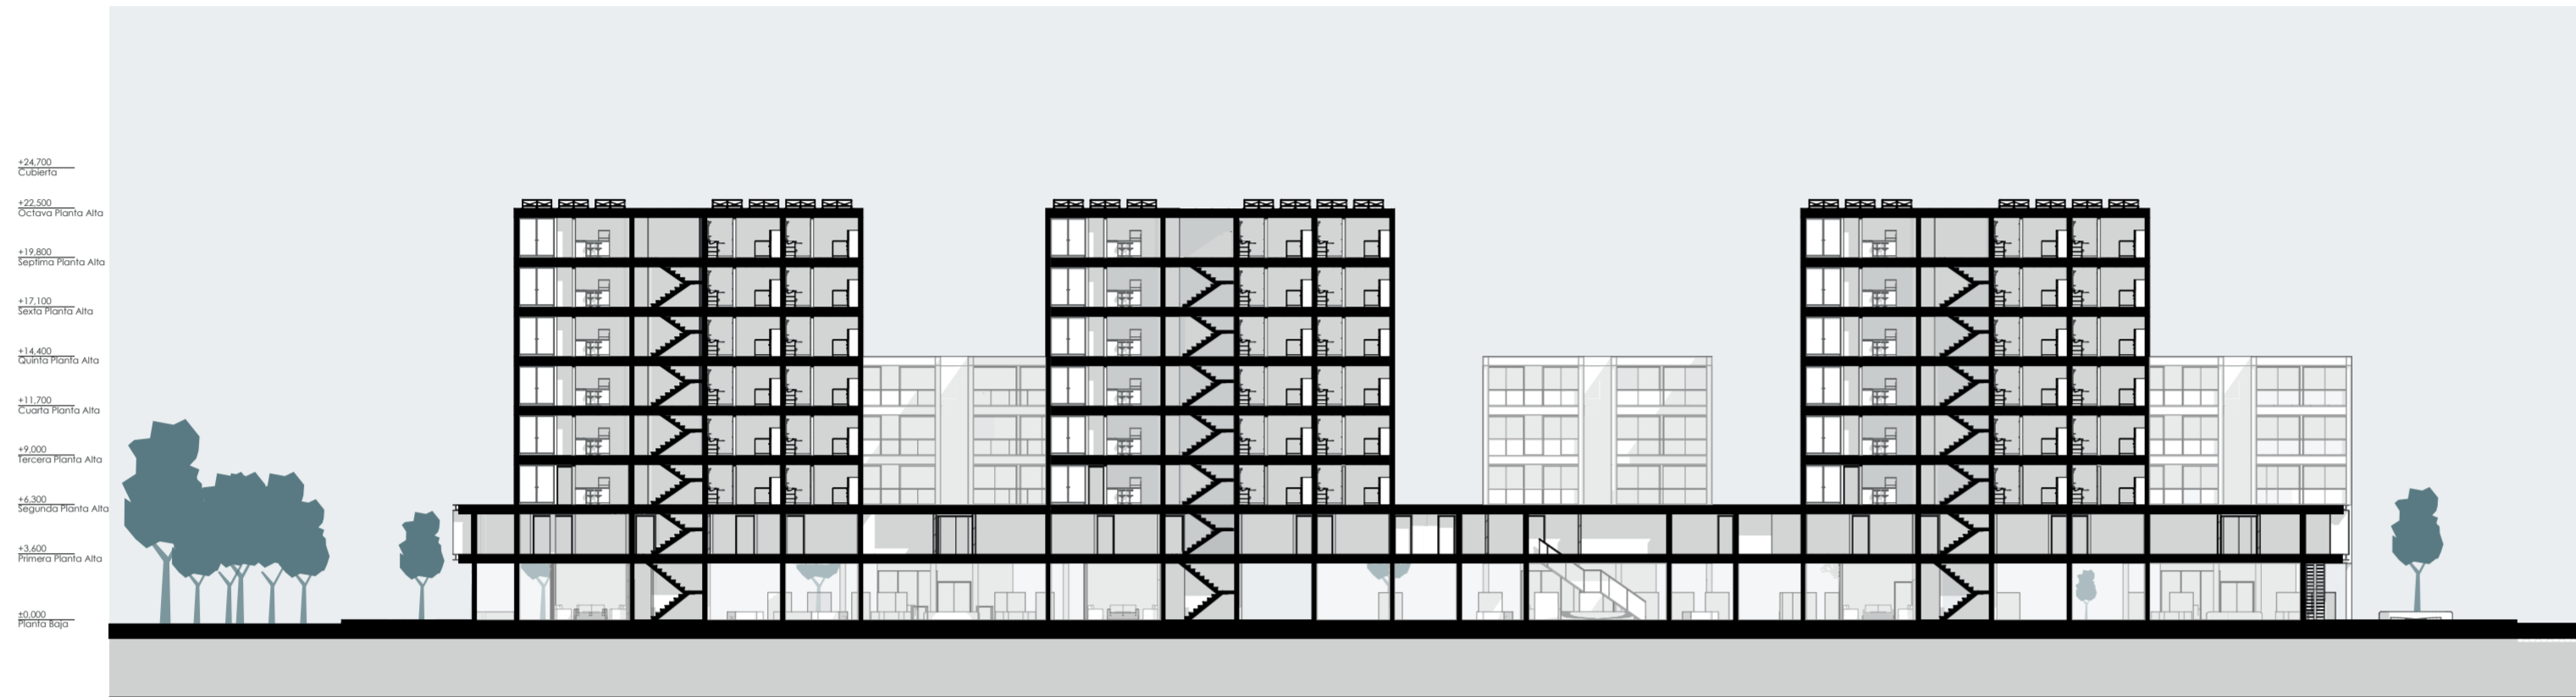 +24,700
Cubierta
+22,500
Octava Planta Alta
+19,800
Septima Planta Alta
+17,100
Sexta Planta Alta
+14,400
Quinta Planta Alta
+11,700
Cuarta Planta Alta
+9,000
Tercera Planta Alta
+6,300
Segunda Planta Alta
+3,600
Primera Planta Alta
±0,000
Planta Baja